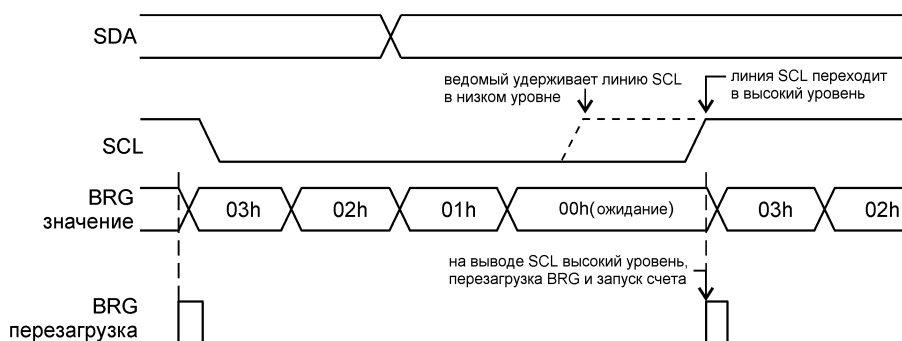 SDA
ведомый удерживает линию SCL
в низком уровне
линия SCL переходит
в высокий уровень
SCL
BRG
значение
03h
02h
01h
00h(ожидание)
03h
02h
на выводе SCL высокий уровень,
перезагрузка BRG и запуск счета
BRG
перезагрузка